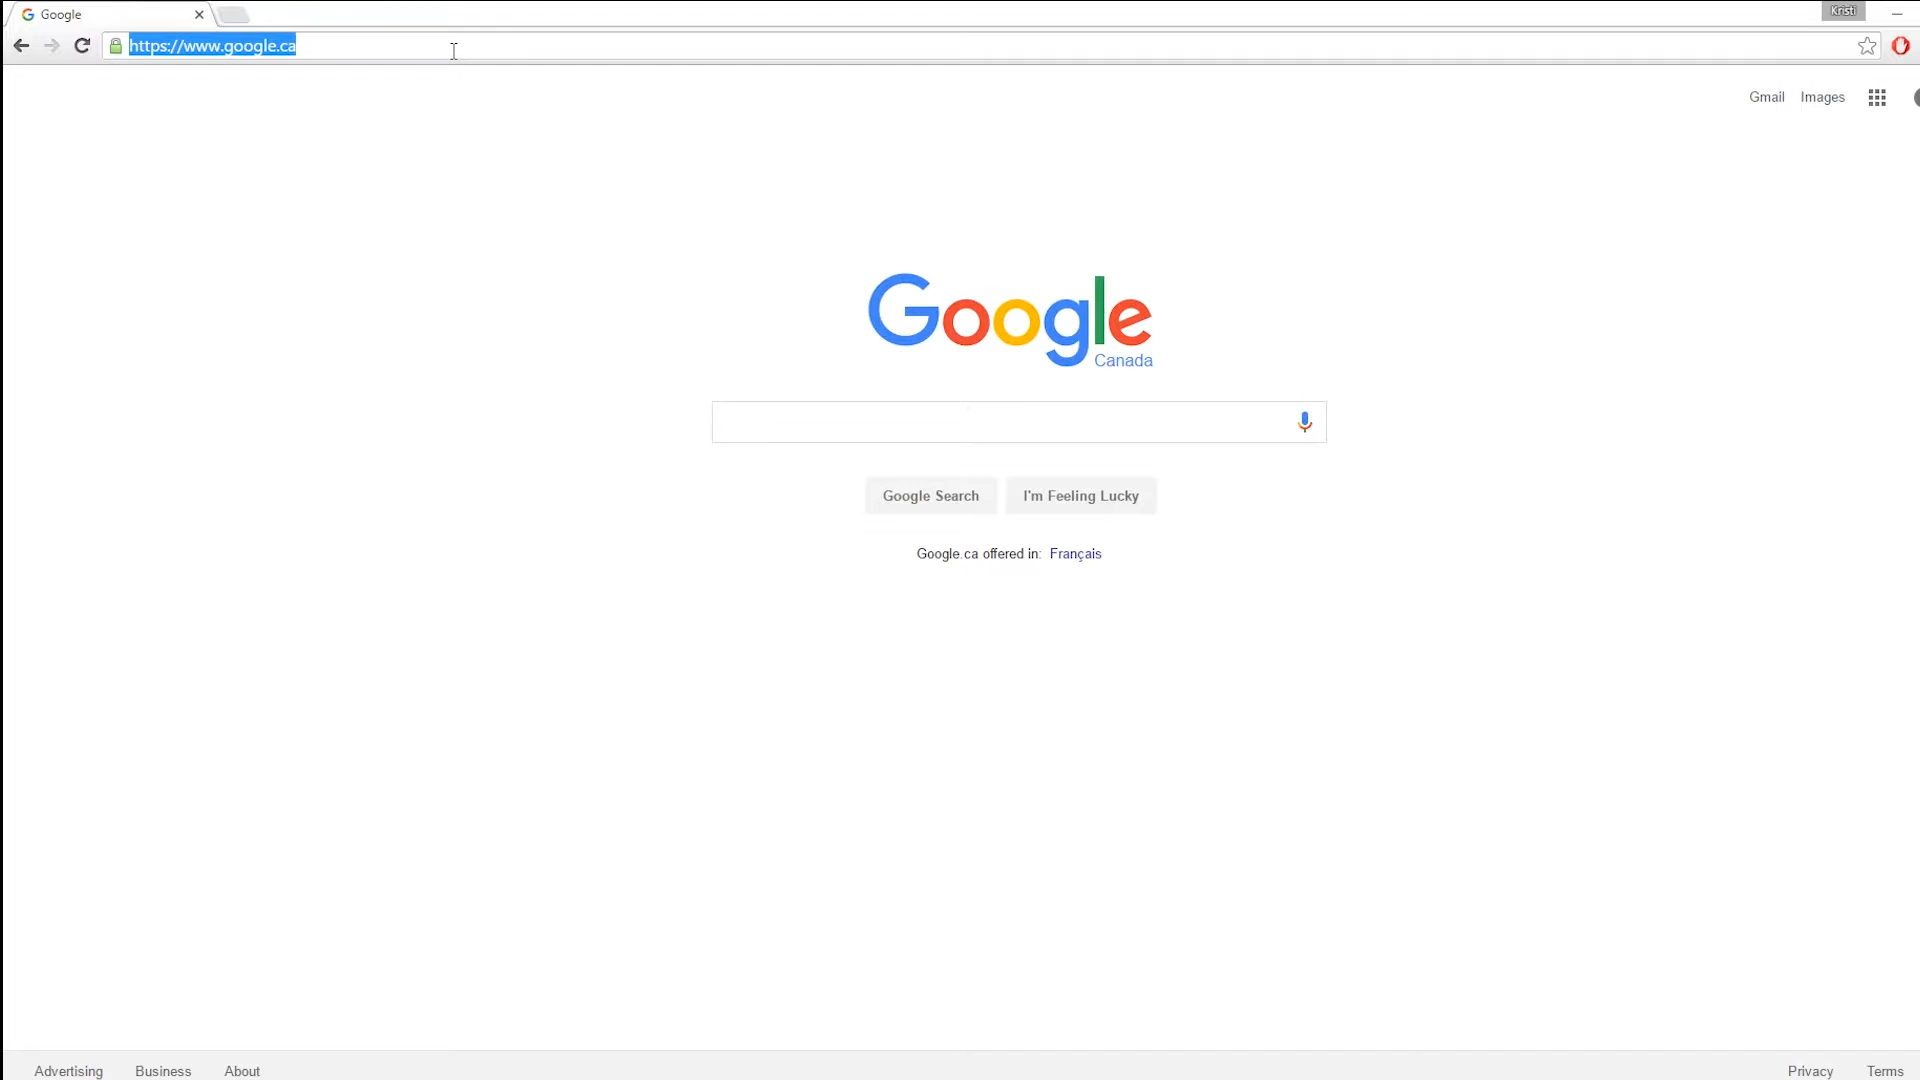 Google
Kristi
https://www.google.ca
Gmail Images
Google
Canada
Google Search I'm Feeling Lucky
Google.ca offered in: Français
Advertising Business About Privacy Terms